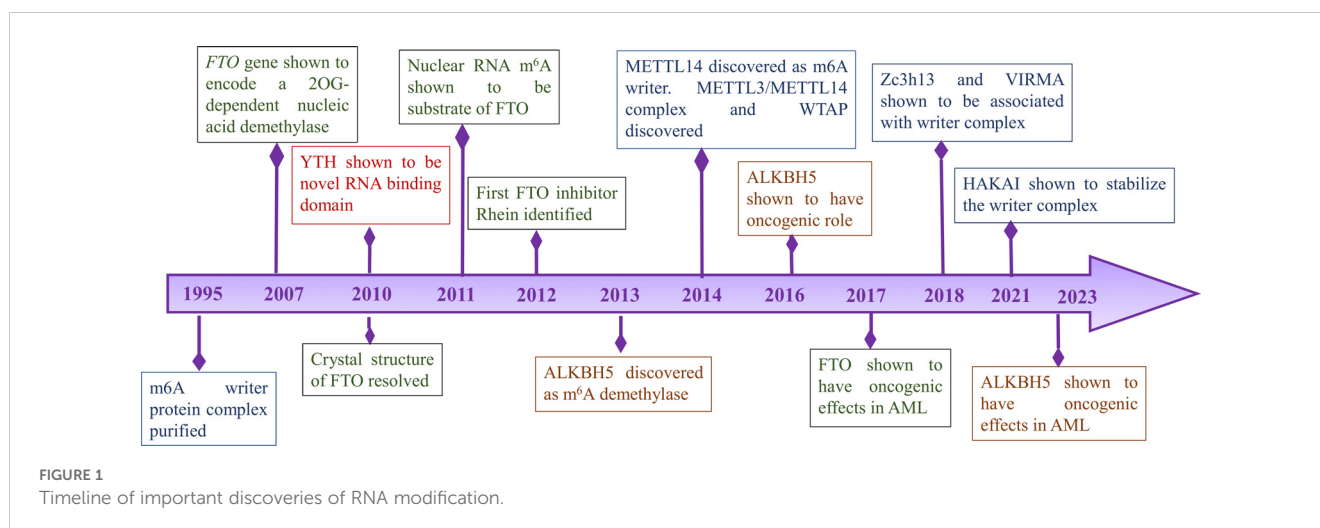 FTO gene shown to
encode a 2OG-
dependent nucleic
acid demethylase
YTH shown to be
novel RNA binding
domain
Nuclear RNA m⁶A
shown to be
substrate of FTO
First FTO inhibitor
Rhein identified
METTL14 discovered as m6A
writer. METTL3/METTL14
complex and WTAP
discovered
ALKBH5
shown to have
oncogenic role
Zc3h13 and VIRMA
shown to be associated
with writer complex
HAKAI shown to stabilize
the writer complex
1995 2007 2010 2011 2012 2013 2014 2016 2017 2018 2021 2023
m6A writer
protein complex
purified
Crystal structure
of FTO resolved
ALKBH5 discovered
as m⁶A demethylase
FTO shown to
have oncogenic
effects in AML
ALKBH5 shown to
have oncogenic
effects in AML
FIGURE 1
Timeline of important discoveries of RNA modification.